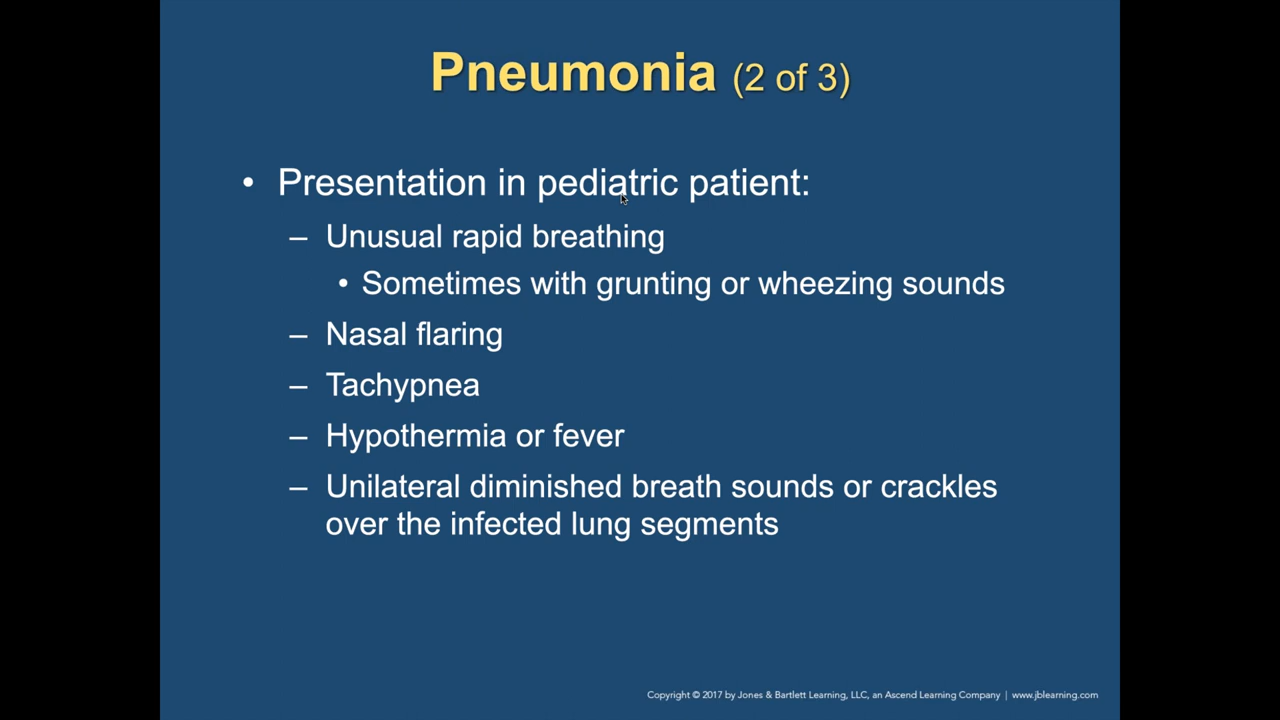 Pneumonia (2 of 3)
• Presentation in pediatric patient:
– Unusual rapid breathing
• Sometimes with grunting or wheezing sounds
– Nasal flaring
– Tachypnea
– Hypothermia or fever
– Unilateral diminished breath sounds or crackles
over the infected lung segments
Copyright © 2017 by Jones & Bartlett Learning, LLC, an Ascend Learning Company | www.jblearning.com